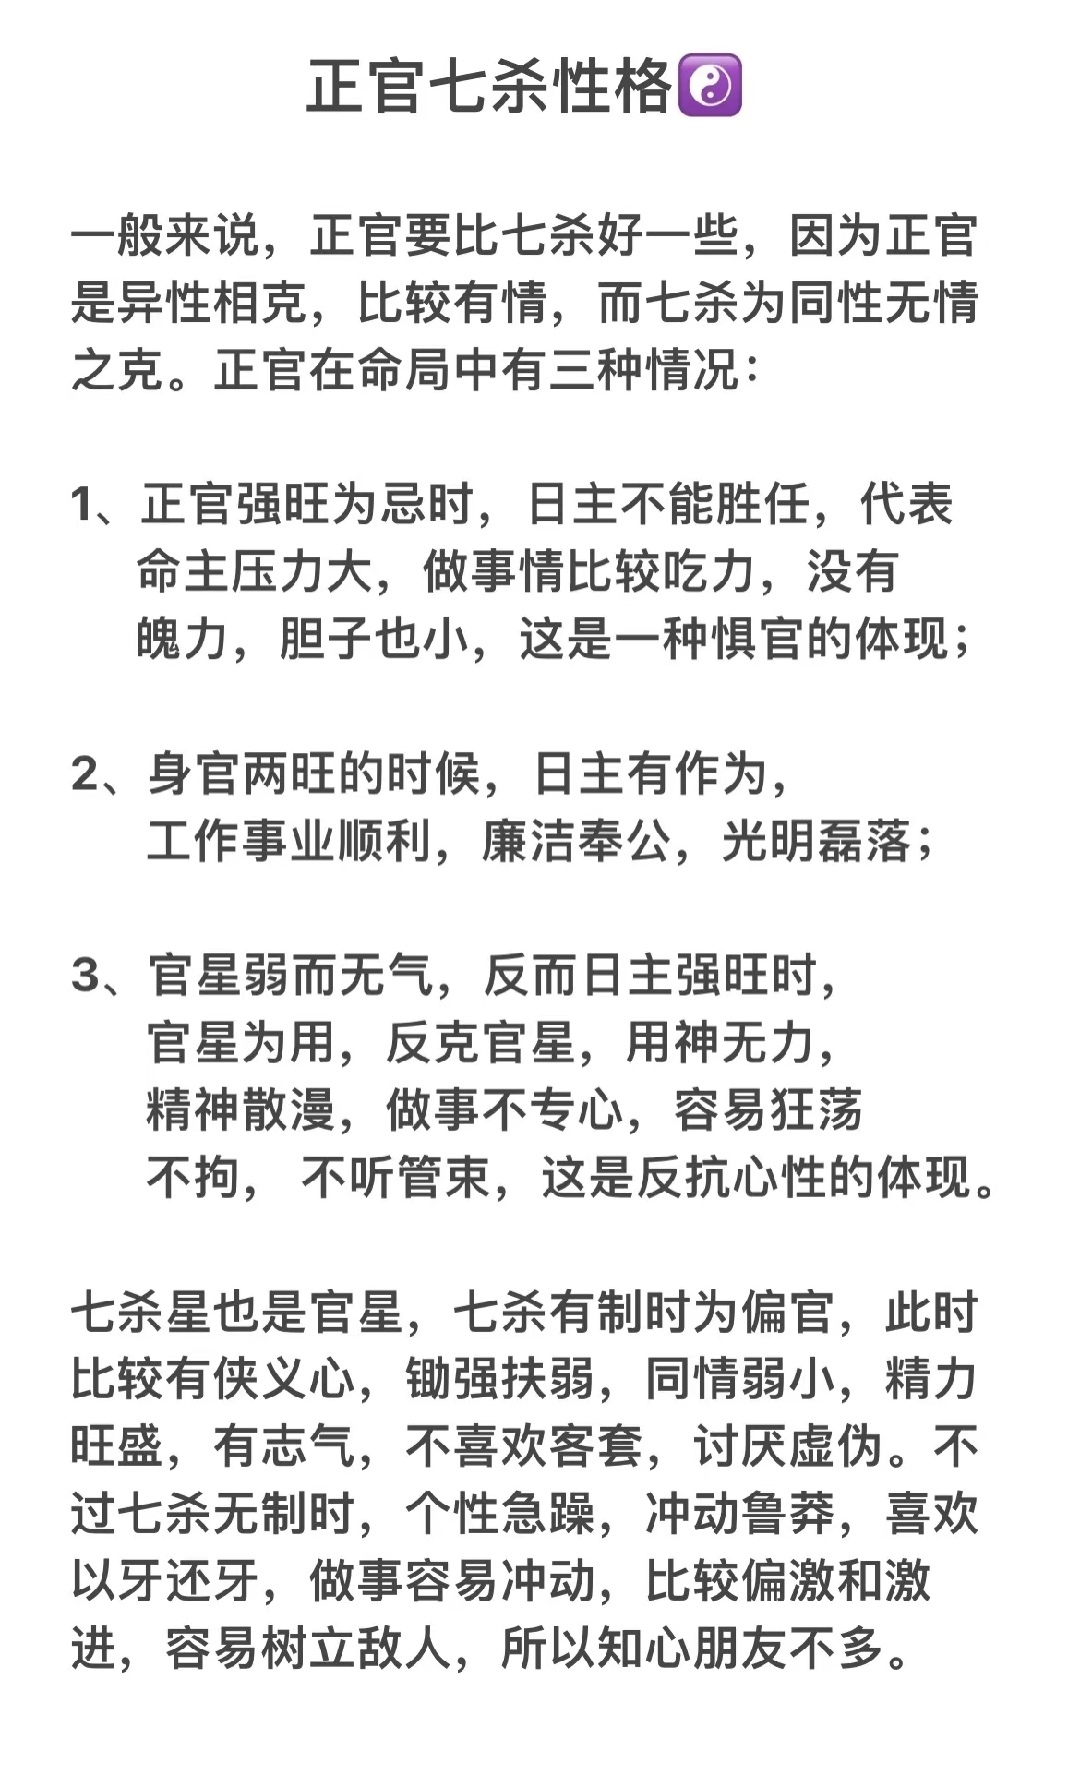 正官七杀性格☯️
一般来说，正官要比七杀好一些，因为正官
是异性相克，比较有情，而七杀为同性无情
之克。正官在命局中有三种情况：
1、正官强旺为忌时，日主不能胜任，代表
命主压力大，做事情比较吃力，没有
魄力，胆子也小，这是一种惧官的体现；
2、身官两旺的时候，日主有作为，
工作事业顺利，廉洁奉公，光明磊落；
3、官星弱而无气，反而日主强旺时，
官星为用，反克官星，用神无力，
精神散漫，做事不专心，容易狂荡
不拘， 不听管束，这是反抗心性的体现。
七杀星也是官星，七杀有制时为偏官，此时
比较有侠义心，锄强扶弱，同情弱小，精力
旺盛，有志气，不喜欢客套，讨厌虚伪。不
过七杀无制时，个性急躁，冲动鲁莽，喜欢
以牙还牙，做事容易冲动，比较偏激和激
进，容易树立敌人，所以知心朋友不多。